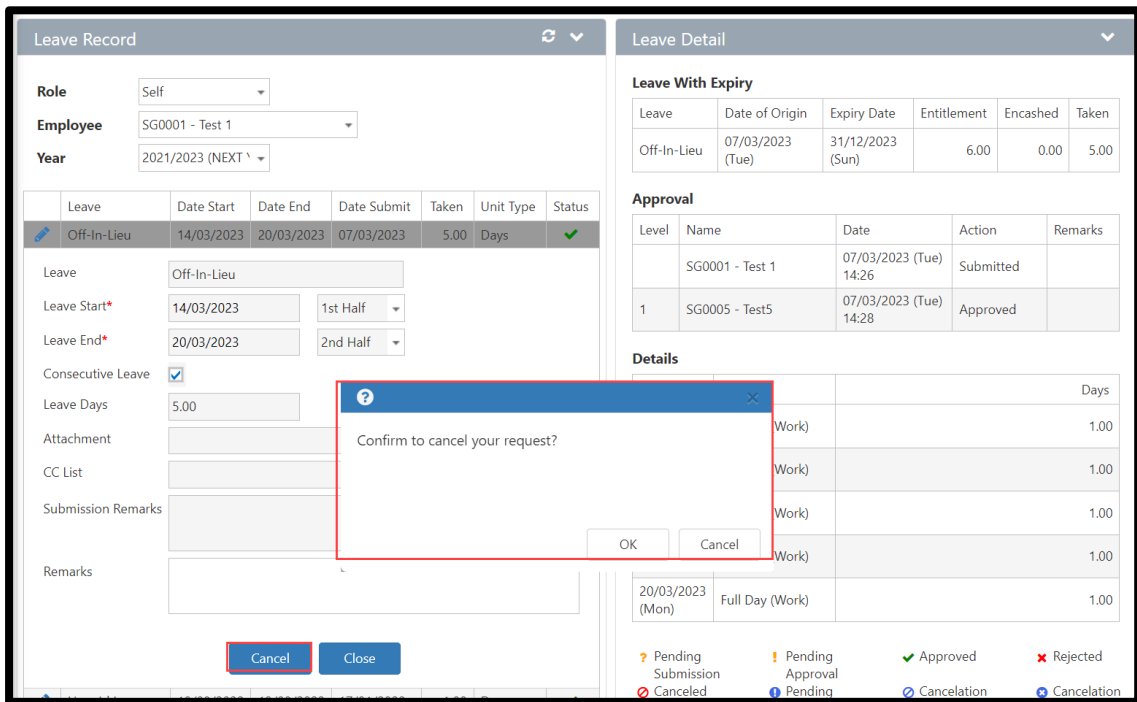 Leave Record
Role
Self
Employee
SG0001 - Test 1
Year
2021/2023 (NEXT
Leave Date Start Date End Date Submit Taken Unit Type Status
Off-In-Lieu 14/03/2023 20/03/2023 07/03/2023 5.00 Days
Leave
Off-In-Lieu
Leave Start*
14/03/2023
1st Half
Leave End*
20/03/2023
2nd Half
Consecutive Leave
Leave Days
5.00
Attachment
CC List
Submission Remarks
Remarks
Cancel
Close
Confirm to cancel your request?
OK
Cancel
Leave Detail
Leave With Expiry
Leave Date of Origin Expiry Date Entitlement Encashed Taken
Off-In-Lieu 07/03/2023 (Tue) 31/12/2023 (Sun) 6.00 0.00 5.00
Approval
Level Name Date Action Remarks
SG0001 - Test 1 07/03/2023 (Tue) 14:26 Submitted
1 SG0005 - Test5 07/03/2023 (Tue) 14:28 Approved
Details
Days
Work) 1.00
Work) 1.00
Work) 1.00
Work) 1.00
20/03/2023 (Mon) Full Day (Work) 1.00
? Pending Submission
! Pending Approval
Approved
Rejected
Canceled
Pending
Cancelation
Cancelation